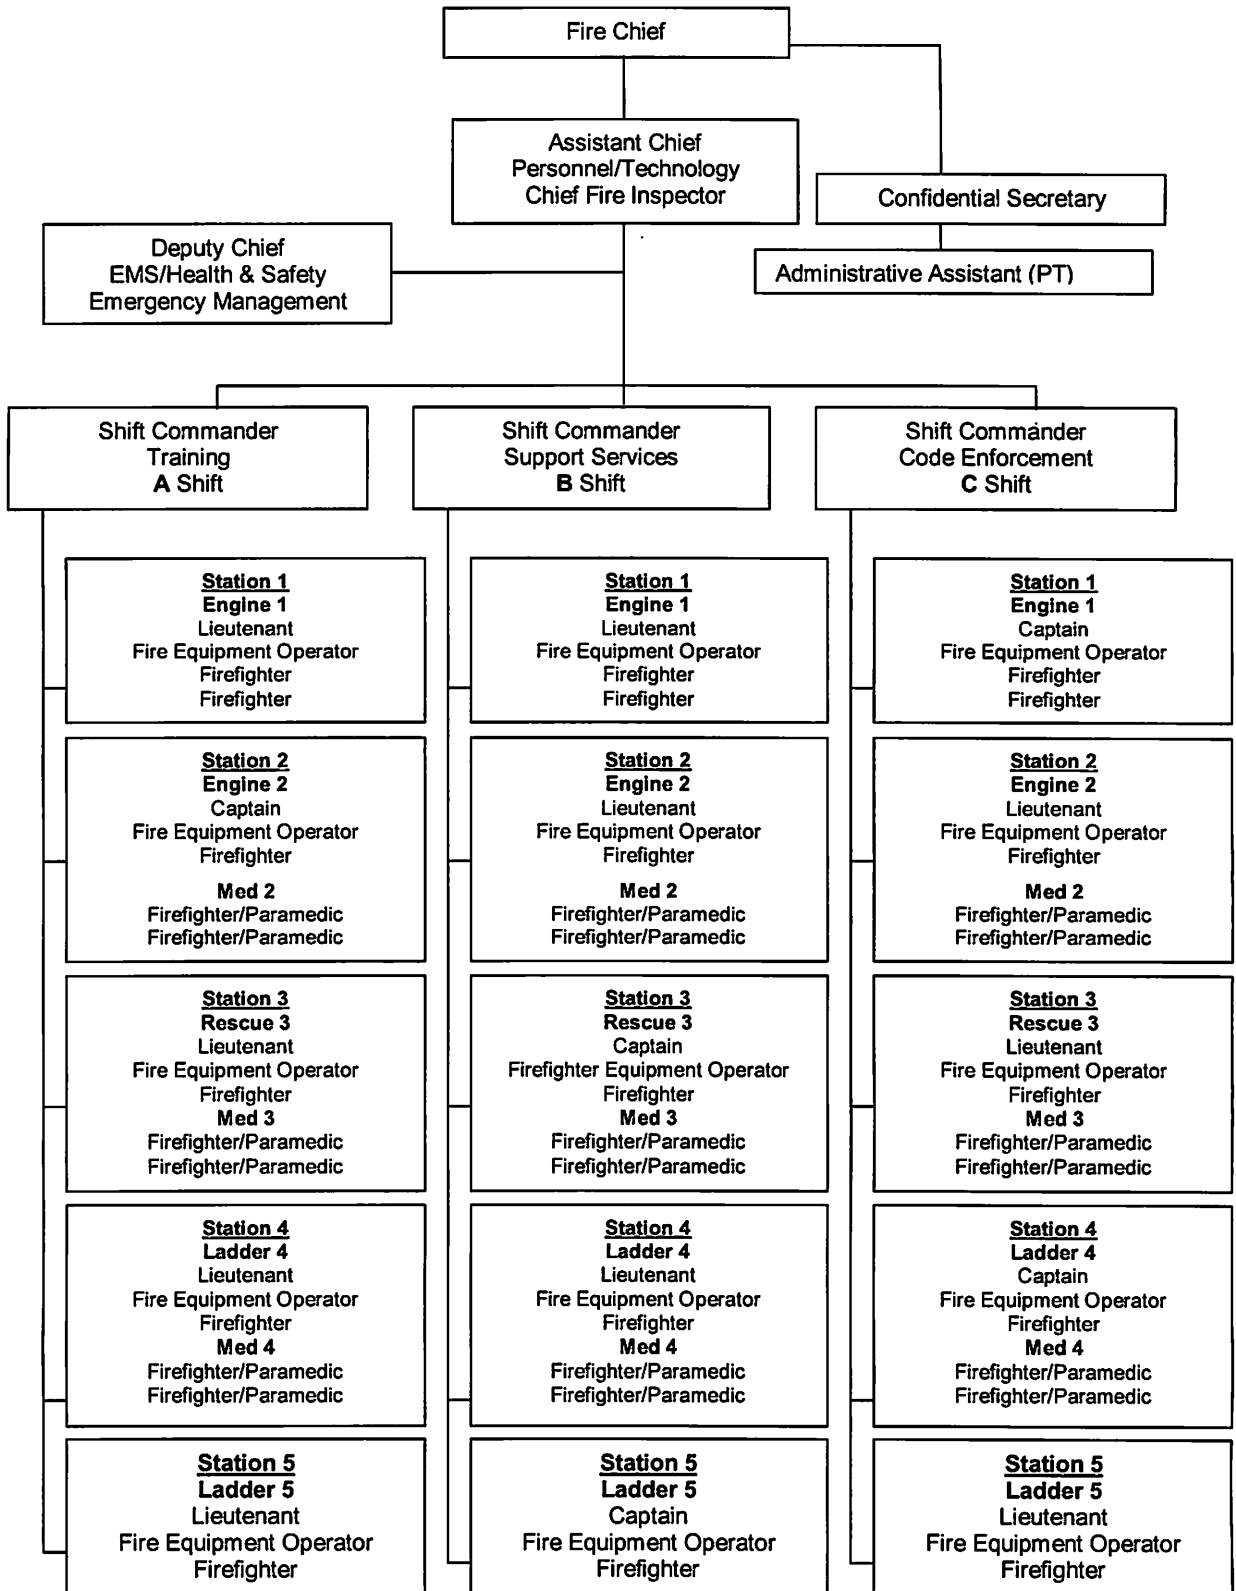 Fire Chief
Assistant Chief
Personnel/Technology
Chief Fire Inspector
Confidential Secretary
Administrative Assistant (PT)
Deputy Chief
EMS/Health & Safety
Emergency Management
Shift Commander
Training
A Shift
Station 1
Engine 1
Lieutenant
Fire Equipment Operator
Firefighter
Firefighter
Station 2
Engine 2
Captain
Fire Equipment Operator
Firefighter
Med 2
Firefighter/Paramedic
Firefighter/Paramedic
Station 3
Rescue 3
Lieutenant
Fire Equipment Operator
Firefighter
Med 3
Firefighter/Paramedic
Firefighter/Paramedic
Station 4
Ladder 4
Lieutenant
Fire Equipment Operator
Firefighter
Med 4
Firefighter/Paramedic
Firefighter/Paramedic
Station 5
Ladder 5
Lieutenant
Fire Equipment Operator
Firefighter
Shift Commander
Support Services
B Shift
Station 1
Engine 1
Lieutenant
Fire Equipment Operator
Firefighter
Firefighter
Station 2
Engine 2
Lieutenant
Fire Equipment Operator
Firefighter
Med 2
Firefighter/Paramedic
Firefighter/Paramedic
Station 3
Rescue 3
Captain
Firefighter Equipment Operator
Firefighter
Med 3
Firefighter/Paramedic
Firefighter/Paramedic
Station 4
Ladder 4
Lieutenant
Fire Equipment Operator
Firefighter
Med 4
Firefighter/Paramedic
Firefighter/Paramedic
Station 5
Ladder 5
Captain
Fire Equipment Operator
Firefighter
Shift Commander
Code Enforcement
C Shift
Station 1
Engine 1
Captain
Fire Equipment Operator
Firefighter
Firefighter
Station 2
Engine 2
Lieutenant
Fire Equipment Operator
Firefighter
Med 2
Firefighter/Paramedic
Firefighter/Paramedic
Station 3
Rescue 3
Lieutenant
Fire Equipment Operator
Firefighter
Med 3
Firefighter/Paramedic
Firefighter/Paramedic
Station 4
Ladder 4
Captain
Fire Equipment Operator
Firefighter
Med 4
Firefighter/Paramedic
Firefighter/Paramedic
Station 5
Ladder 5
Lieutenant
Fire Equipment Operator
Firefighter